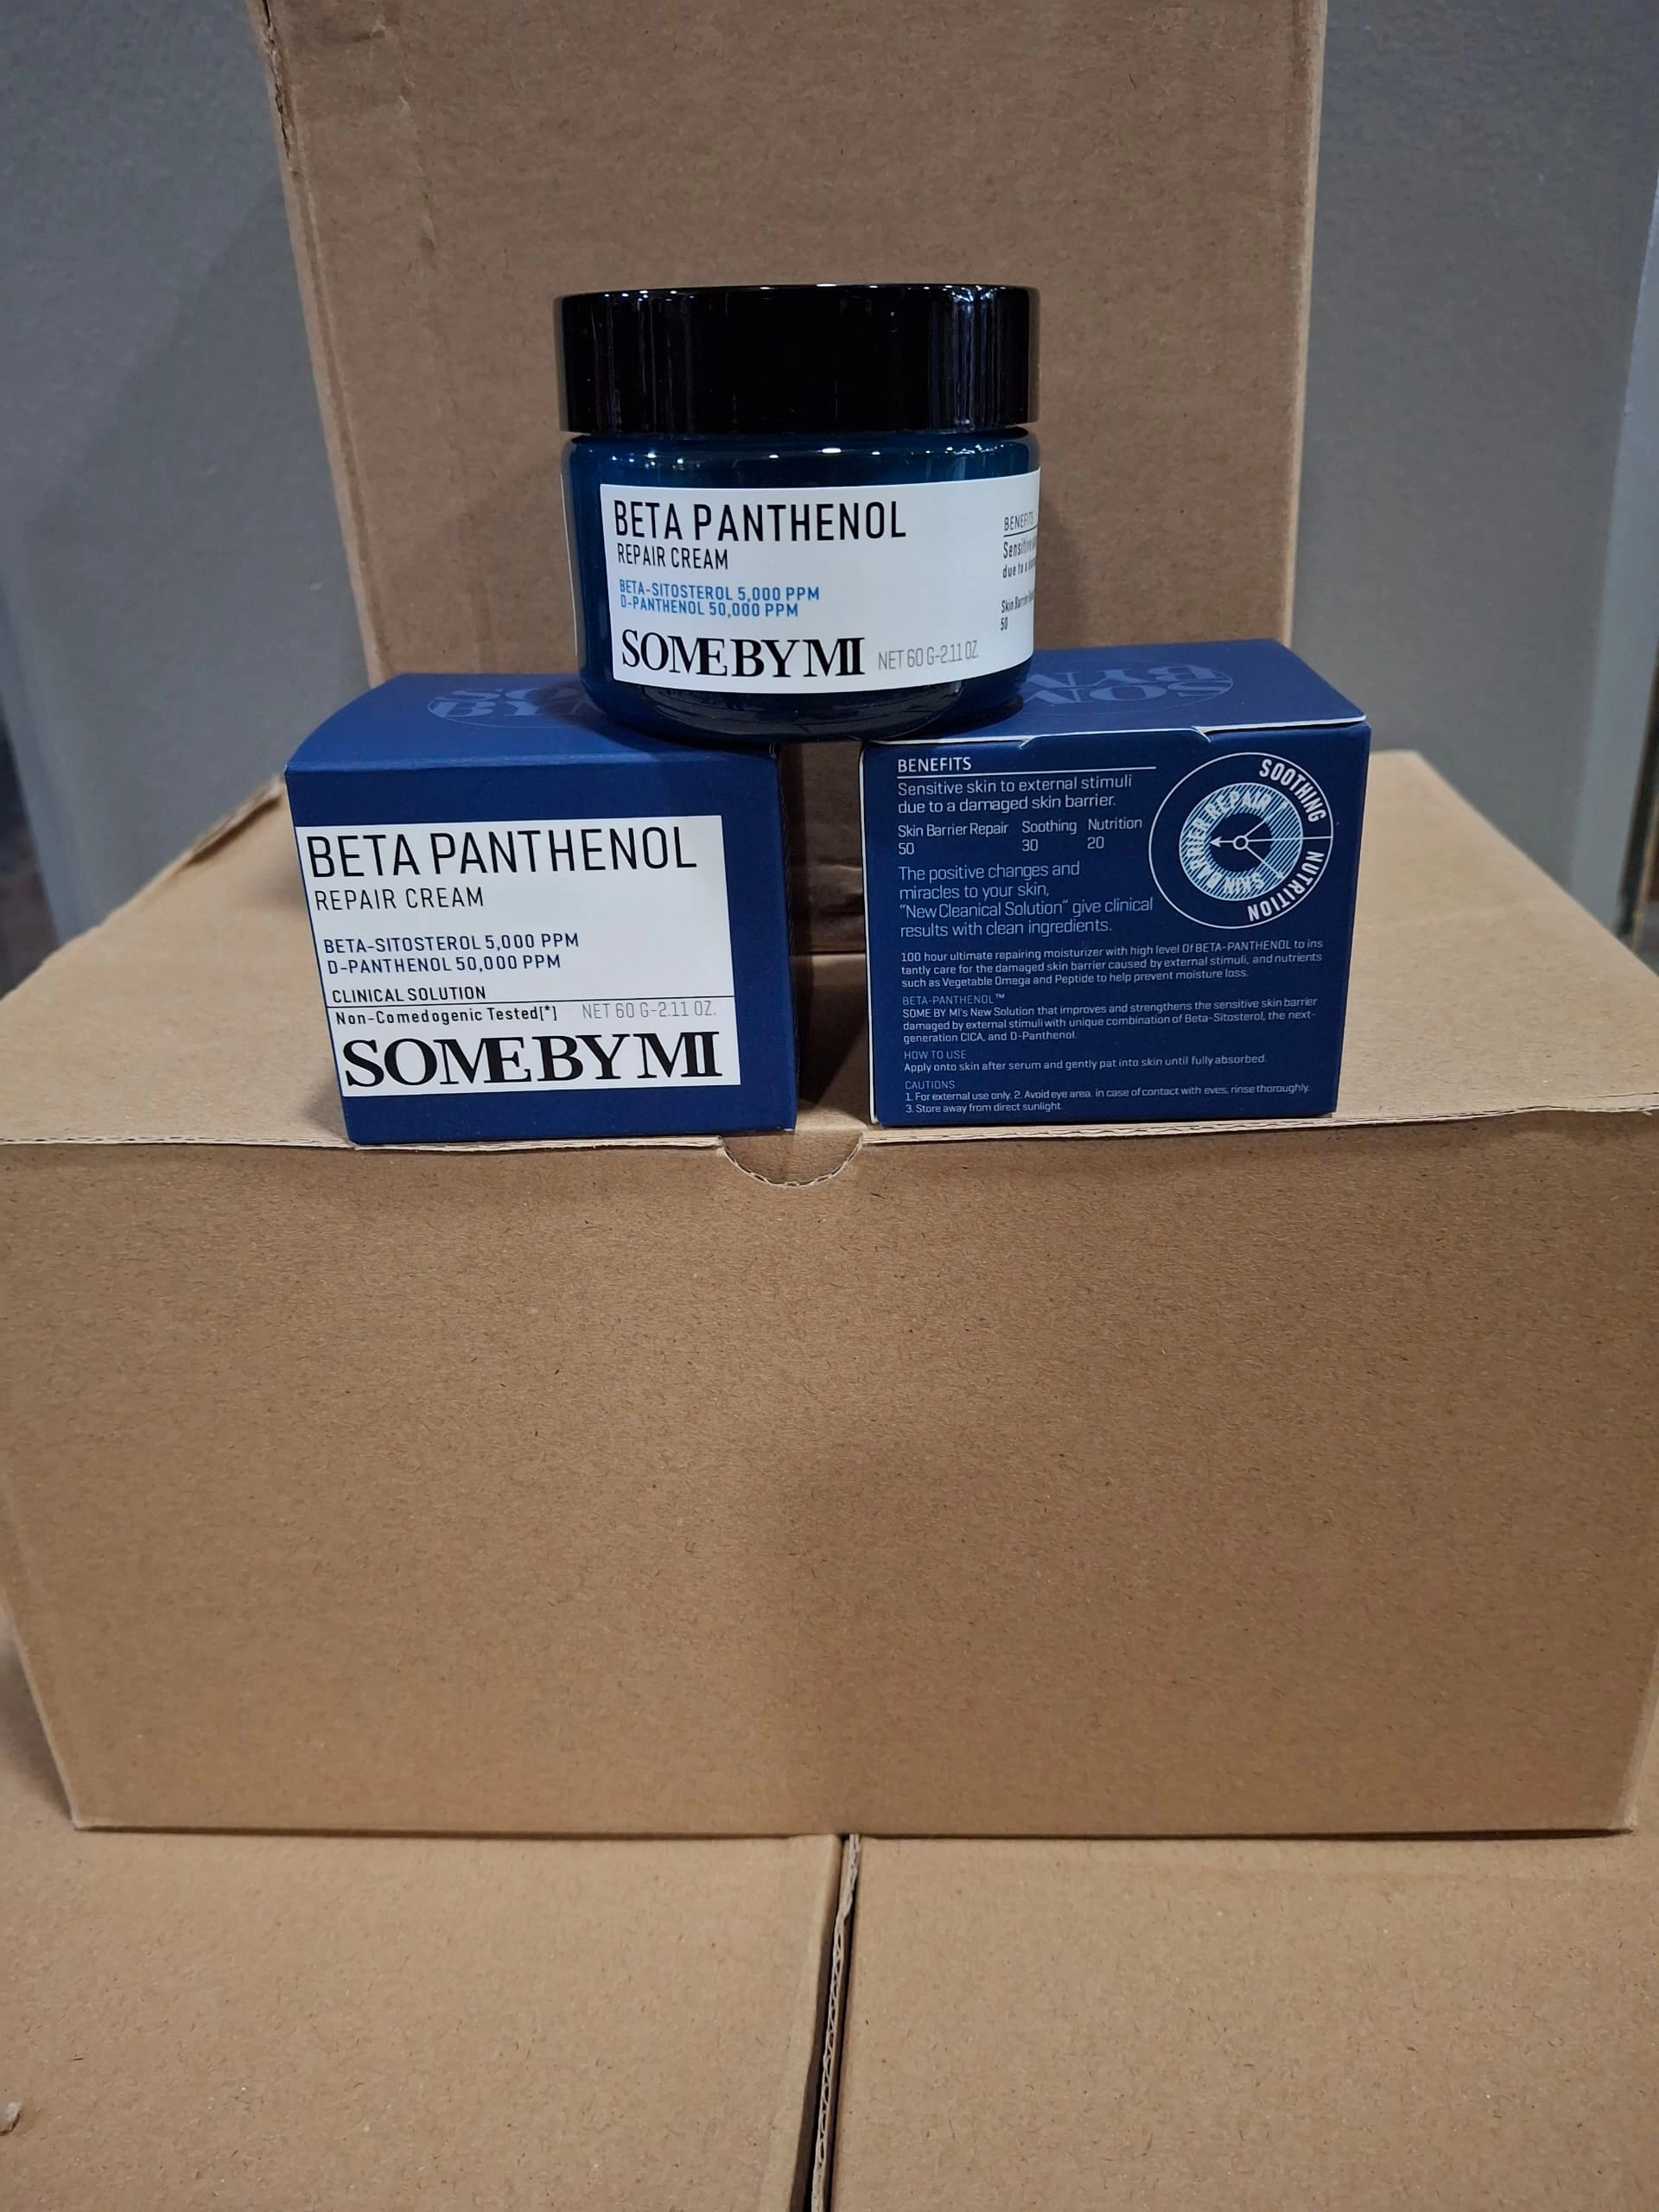 BETA PANTHENOL
REPAIR CREAM
BETA-SITOSTEROL 5,000 PPM
D-PANTHENOL 50,000 PPM
SOMEBYMI NET 60 G-2.11 OZ.
BENEFITS
Sensitive
due to a
Skin Barrier
50
BETA PANTHENOL
REPAIR CREAM
BETA-SITOSTEROL 5,000 PPM
D-PANTHENOL 50,000 PPM
CLINICAL SOLUTION
Non-Comedogenic Tested(*) NET 60 G-2.11 OZ.
SOMEBYMI
BENEFITS
Sensitive skin to external stimuli
due to a damaged skin barrier.
Skin Barrier Repair Soothing Nutrition
50 30 20
The positive changes and
miracles to your skin,
"New Cleanical Solution" give clinical
results with clean ingredients.
SOOTHING
NUTRITION
SKIN BARRIER REPAIR
100 hour ultimate repairing moisturizer with high level Of BETA-PANTHENOL to ins
tantly care for the damaged skin barrier caused by external stimuli, and nutrients
such as Vegetable Omega and Peptide to help prevent moisture loss.
BETA-PANTHENOL™
SOME BY MI's New Solution that improves and strengthens the sensitive skin barrier
damaged by external stimuli with unique combination of Beta-Sitosterol, the next-
generation CICA, and D-Panthenol.
HOW TO USE
Apply onto skin after serum and gently pat into skin until fully absorbed.
CAUTIONS
1. For external use only. 2. Avoid eye area. in case of contact with eyes, rinse thoroughly.
3. Store away from direct sunlight.